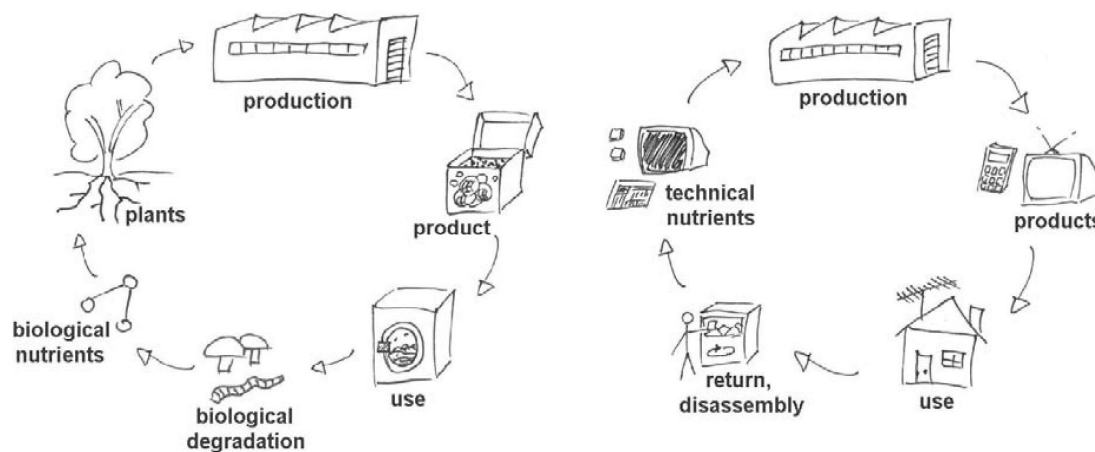 production
product
use
biological
degradation
biological
nutrients
plants
production
products
use
return,
disassembly
technical
nutrients